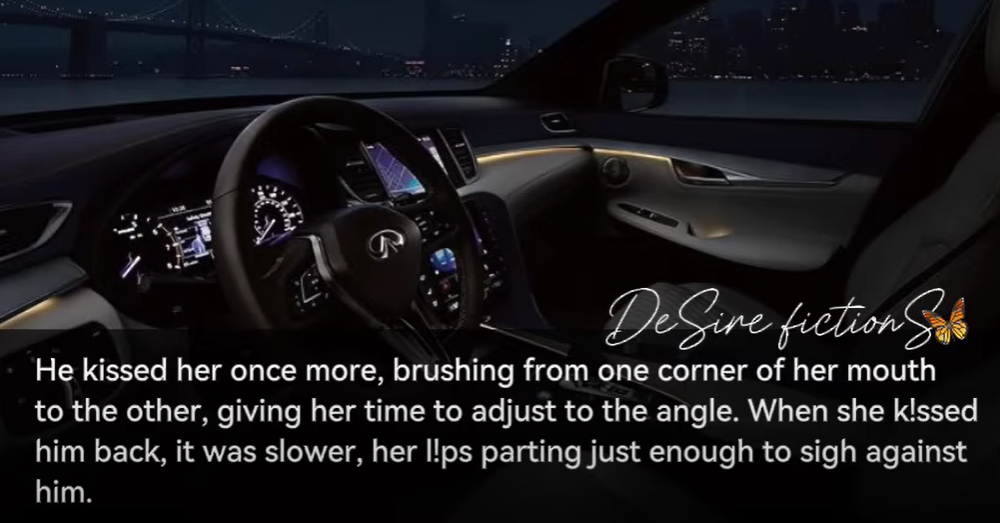 DeSire fictionS
He kissed her once more, brushing from one corner of her mouth
to the other, giving her time to adjust to the angle. When she k!ssed
him back, it was slower, her l!ps parting just enough to sigh against
him.